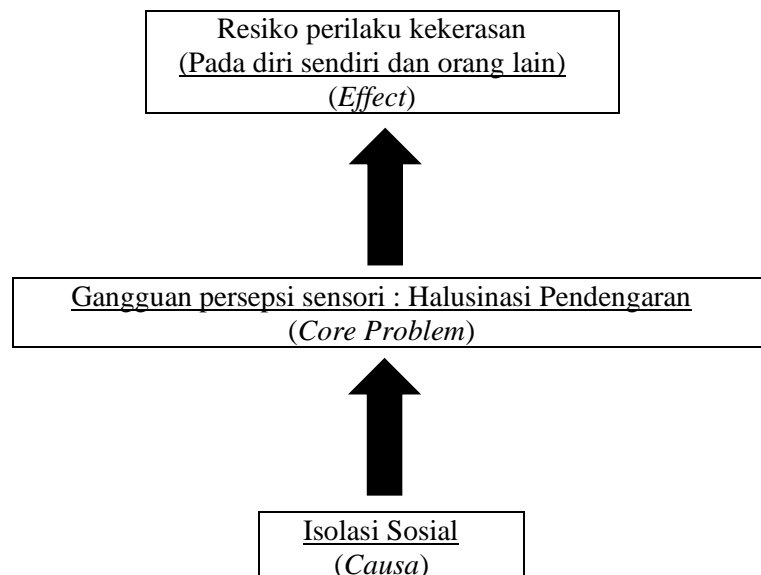 Resiko perilaku kekerasan
(Pada diri sendiri dan orang lain)
(Effect)
Gangguan persepsi sensori : Halusinasi Pendengaran
(Core Problem)
Isolasi Sosial
(Causa)